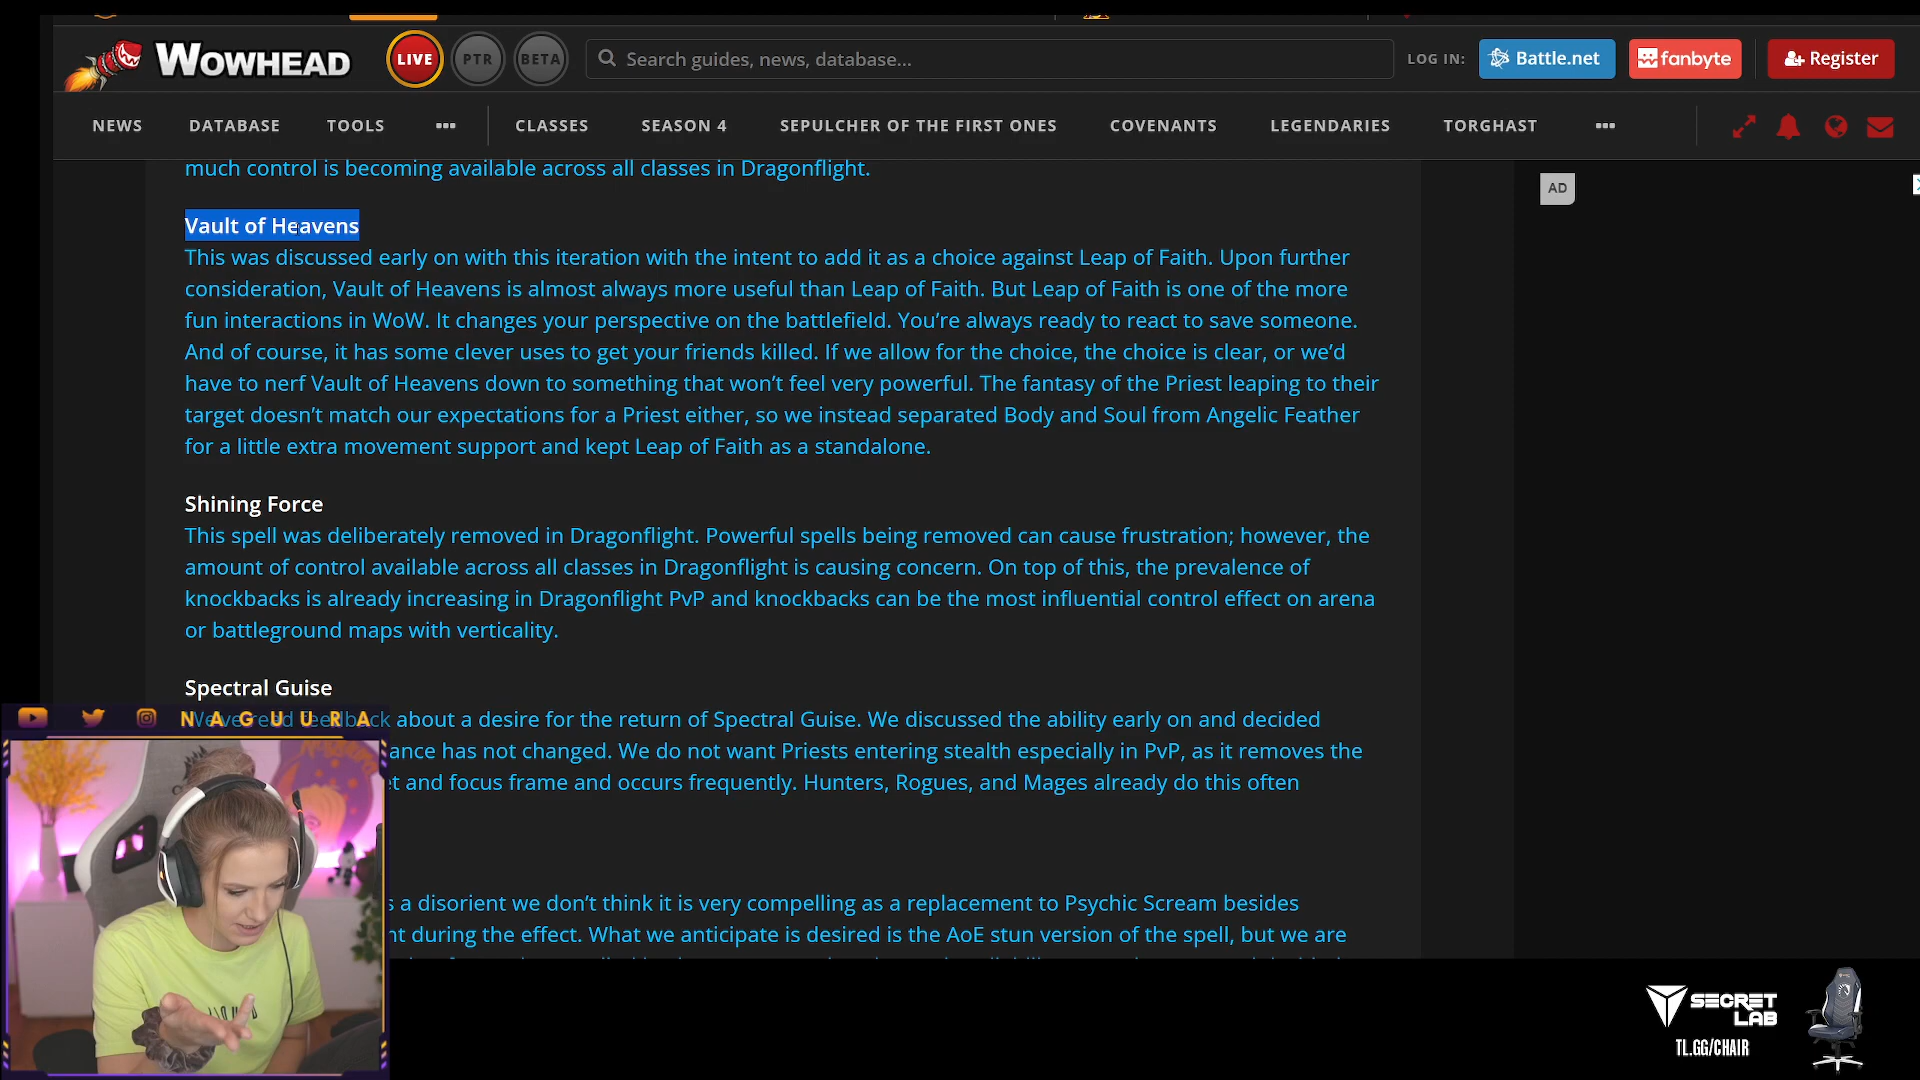 WOWHEAD
LIVE
PTR
BETA
Search guides, news, database...
LOG IN:
Battle.net
fanbyte
Register
NEWS
DATABASE
TOOLS
•••
CLASSES
SEASON 4
SEPULCHER OF THE FIRST ONES
COVENANTS
LEGENDARIES
TORGHAST
•••
much control is becoming available across all classes in Dragonflight.
AD
Vault of Heavens
This was discussed early on with this iteration with the intent to add it as a choice against Leap of Faith. Upon further
consideration, Vault of Heavens is almost always more useful than Leap of Faith. But Leap of Faith is one of the more
fun interactions in WoW. It changes your perspective on the battlefield. You’re always ready to react to save someone.
And of course, it has some clever uses to get your friends killed. If we allow for the choice, the choice is clear, or we’d
have to nerf Vault of Heavens down to something that won’t feel very powerful. The fantasy of the Priest leaping to their
target doesn’t match our expectations for a Priest either, so we instead separated Body and Soul from Angelic Feather
for a little extra movement support and kept Leap of Faith as a standalone.
Shining Force
This spell was deliberately removed in Dragonflight. Powerful spells being removed can cause frustration; however, the
amount of control available across all classes in Dragonflight is causing concern. On top of this, the prevalence of
knockbacks is already increasing in Dragonflight PvP and knockbacks can be the most influential control effect on arena
or battleground maps with verticality.
Spectral Guise
We’ve read feedback about a desire for the return of Spectral Guise. We discussed the ability early on and decided
NAGUURA
ance has not changed. We do not want Priests entering stealth especially in PvP, as it removes the
t and focus frame and occurs frequently. Hunters, Rogues, and Mages already do this often
s a disorient we don’t think it is very compelling as a replacement to Psychic Scream besides
nt during the effect. What we anticipate is desired is the AoE stun version of the spell, but we are
SECRET
LAB
TL.GG/CHAIR